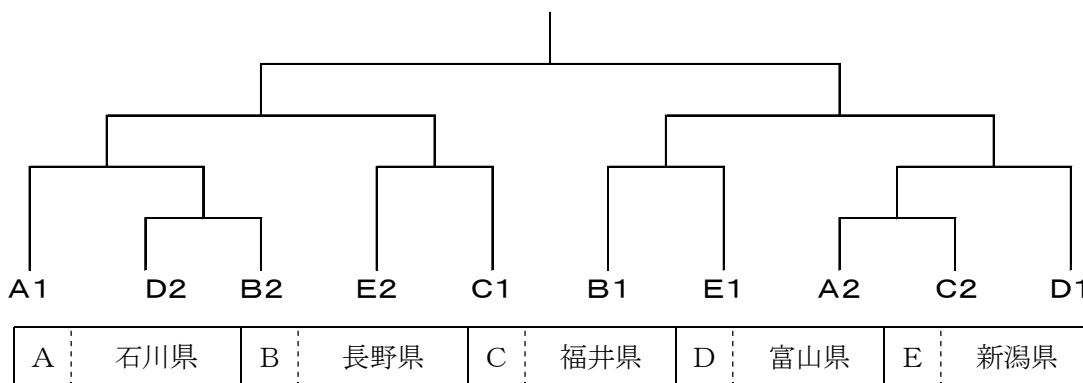 A1 D2 B2 E2 C1 B1 E1 A2 C2 D1
A 石川県 B 長野県 C 福井県 D 富山県 E 新潟県